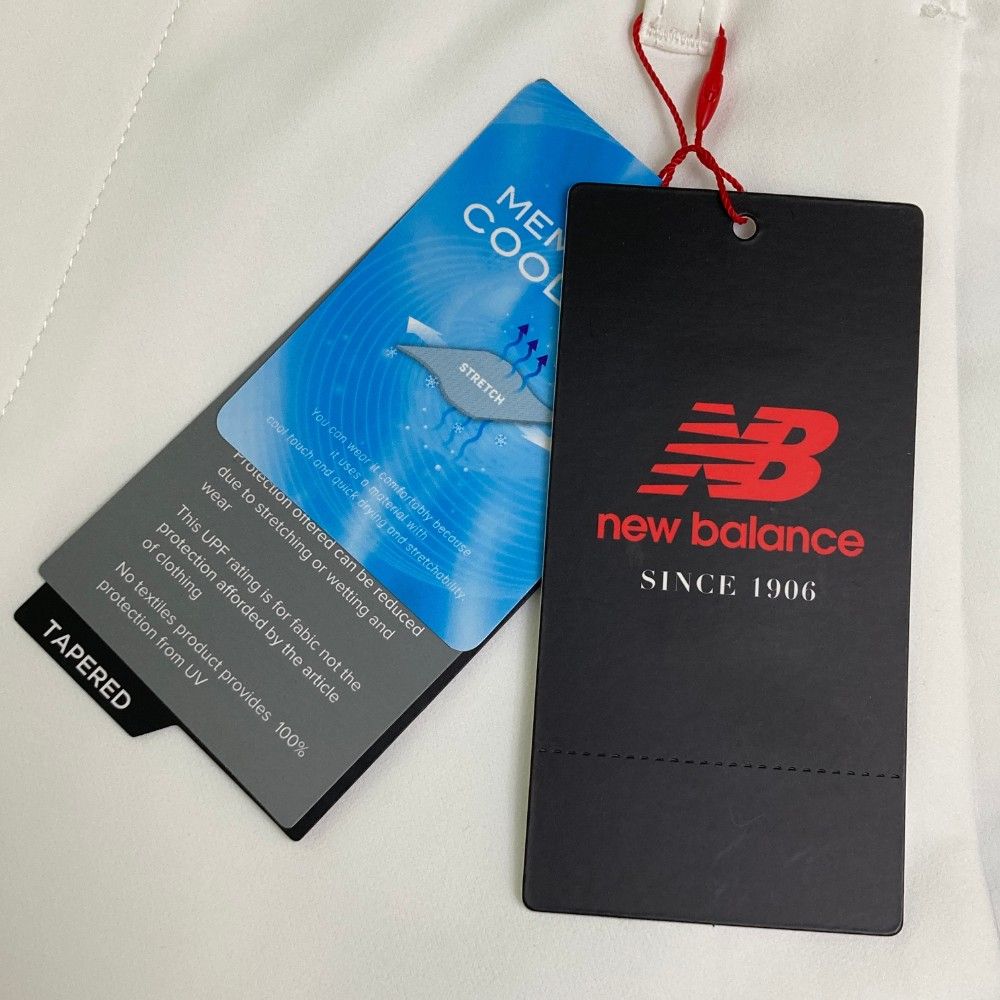 COOL
STRETCH
You can wear it comfortably because
it uses a material with
cool touch and quick drying and stretchability.
Protection offered can be reduced
due to stretching or wetting and
wear
This UPF rating is for fabic not the
protection afforded by the article
of clothing
No textiles product provides 100%
protection from UV
TAPERED
NB
new balance
SINCE 1906